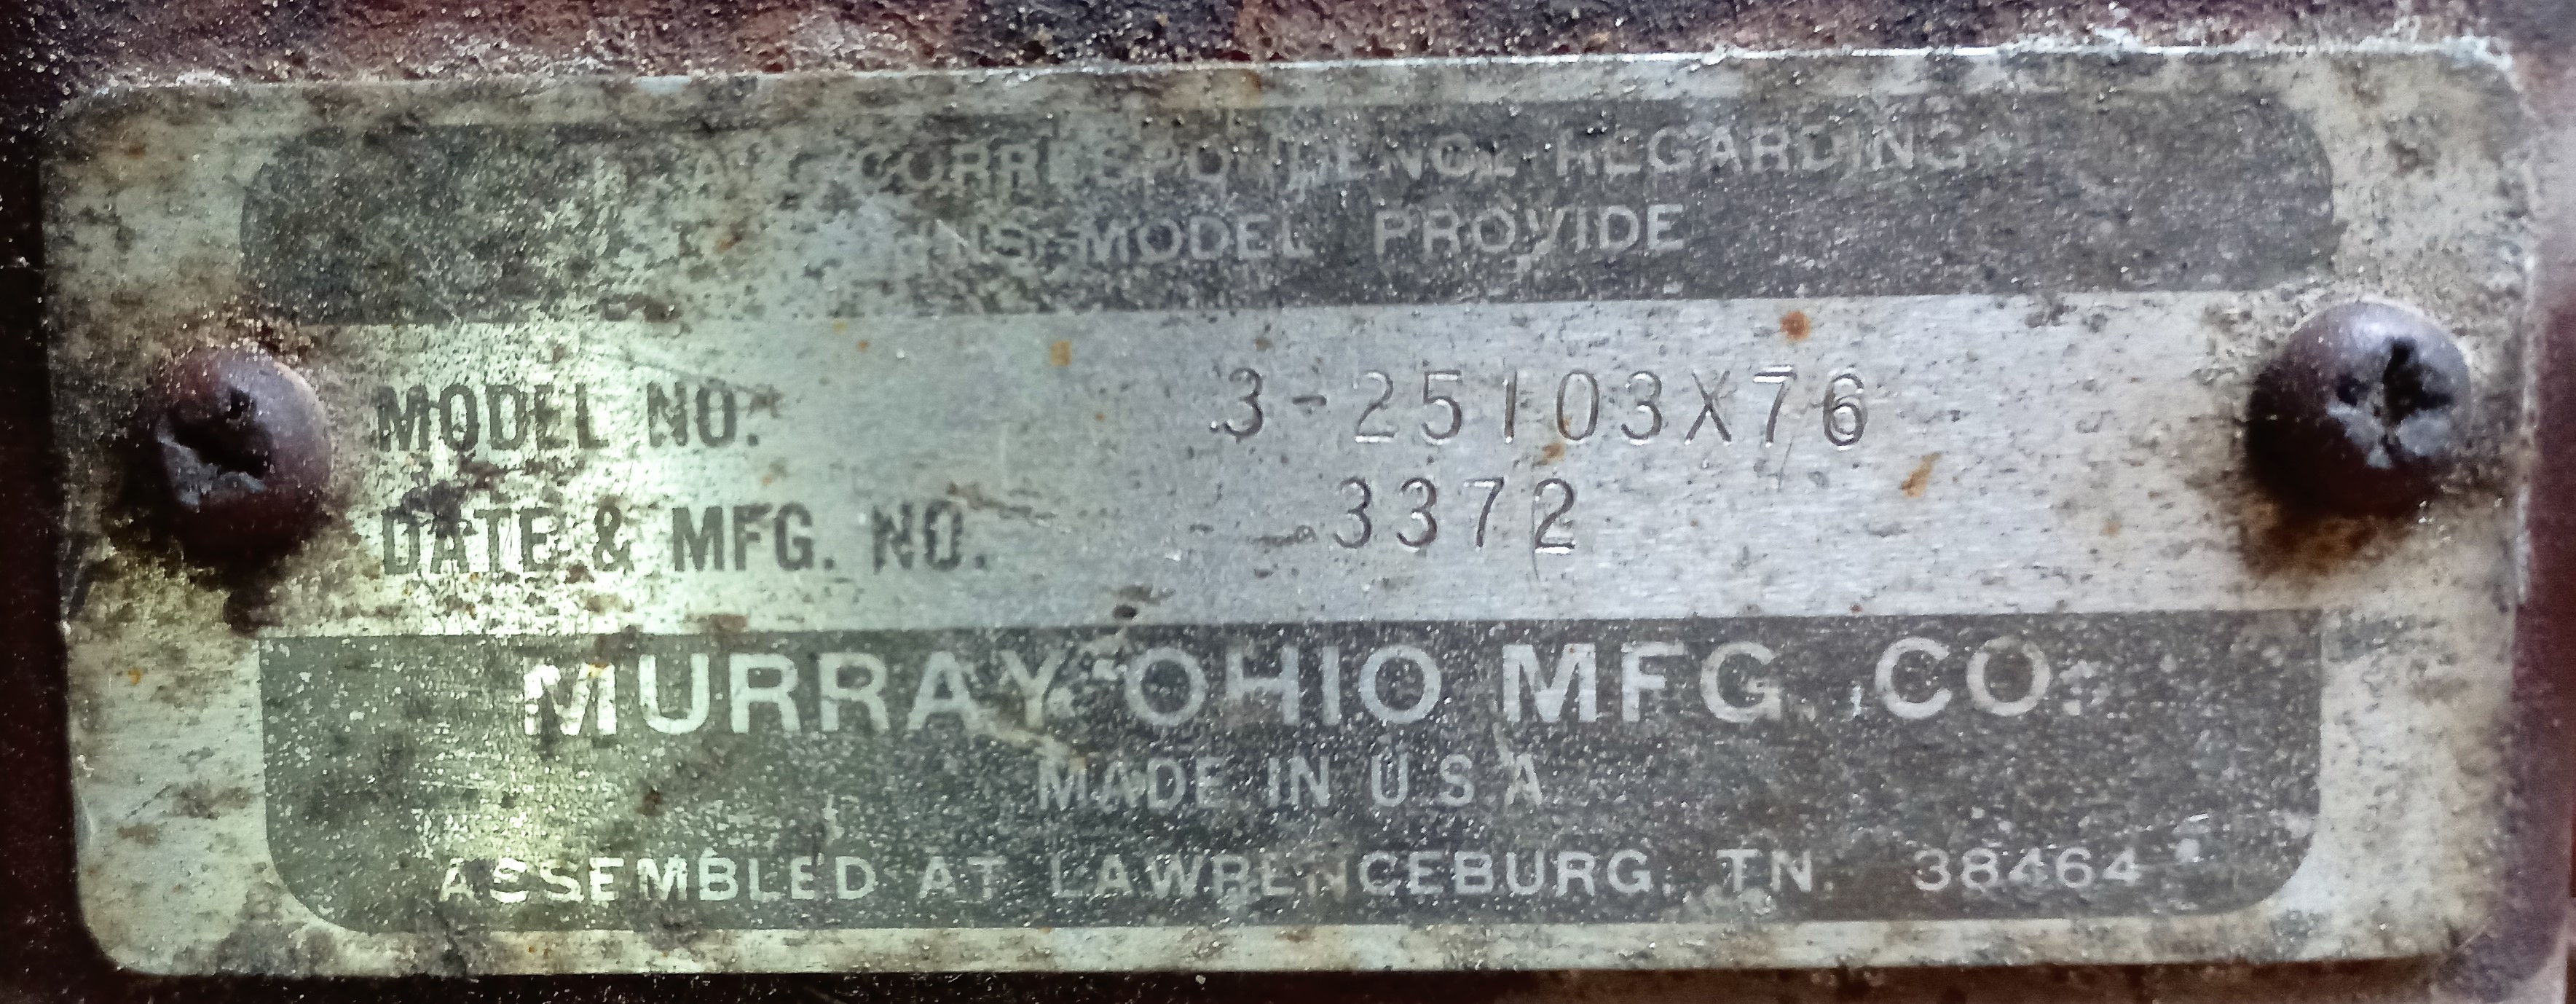 CORRESPONDENCE REGARDING
MODEL PROVIDE
MODEL NO. 3-25103X76
DATE & MFG. NO. 3372
MURRAY OHIO MFG. CO.
MADE IN U.S.A
ASSEMBLED AT LAWRENCEBURG, TN. 38464